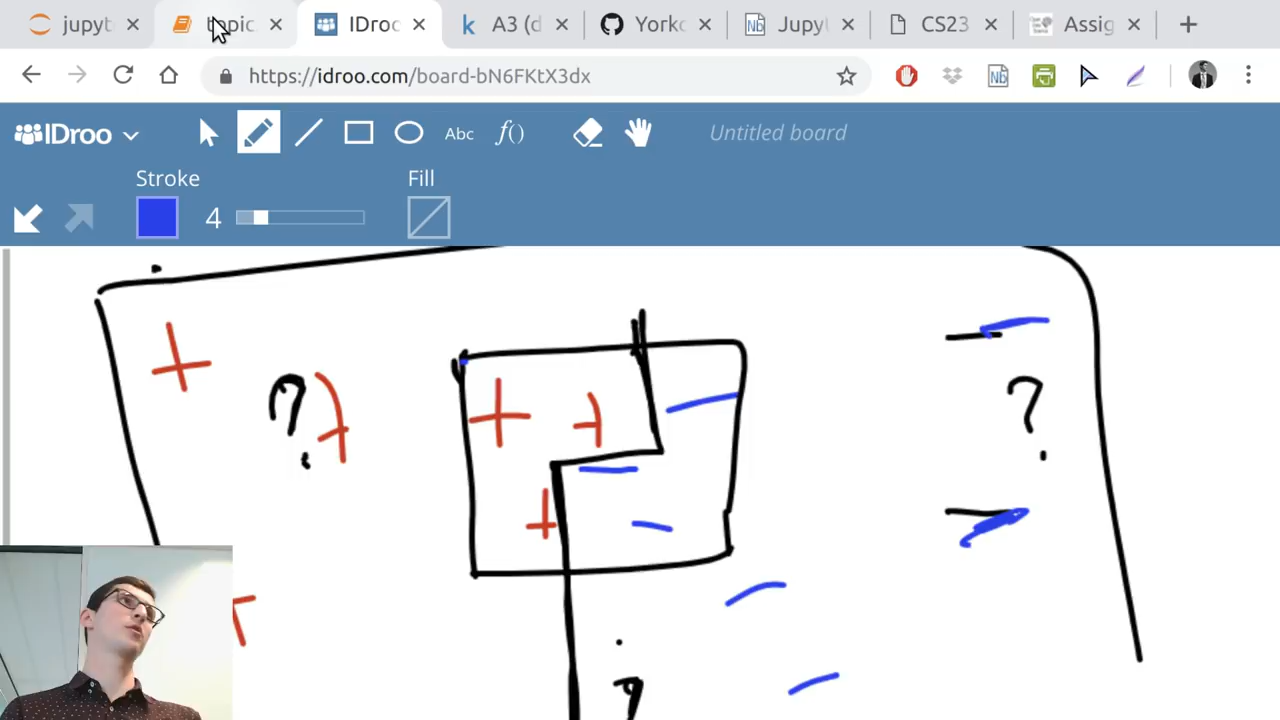 jupyt topic IDroo A3 (d Yorko Jupy CS23 Assig
https://idroo.com/board-bN6FKtX3dx
IDroo Abc f() Untitled board
Stroke Fill
4
+ -
? + + + - ?
+ - - -
-
? -